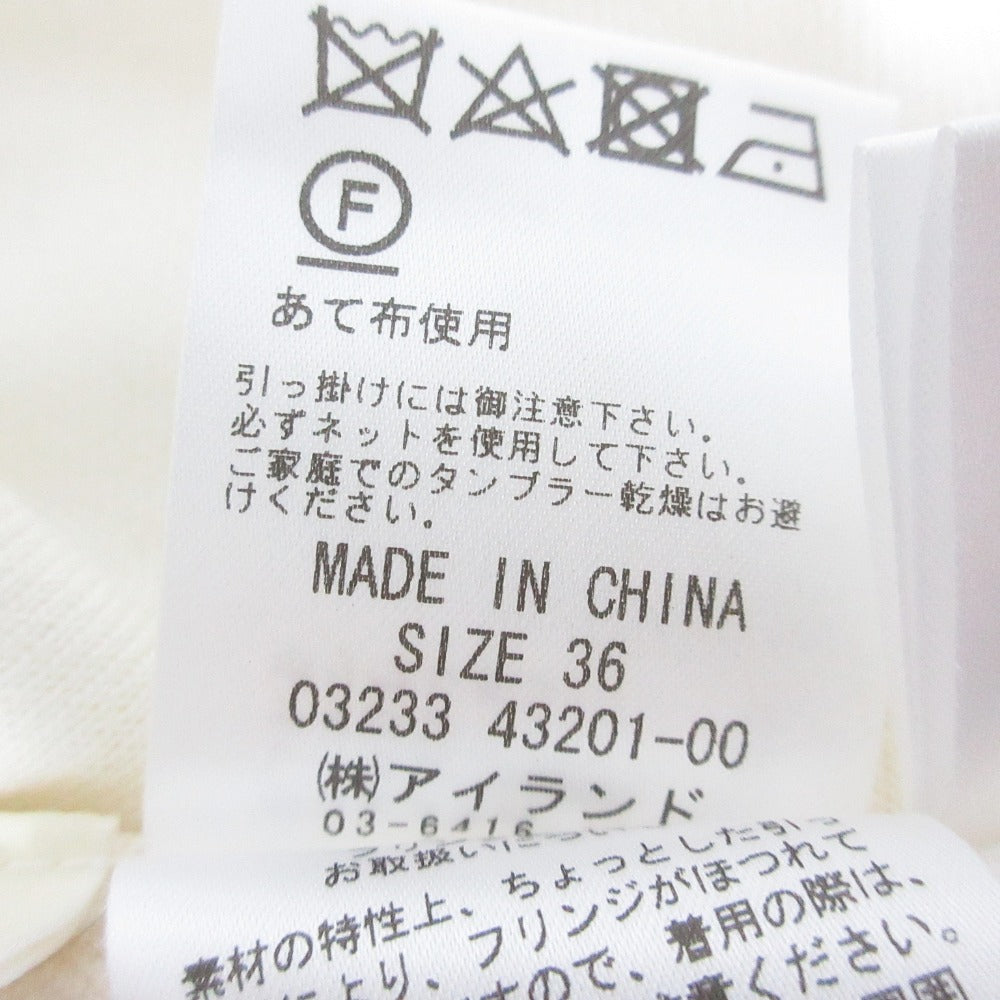 F
あて布使用
引っ掛けには御注意下さい。
必ずネットを使用して下さい。
ご家庭でのタンブラー乾燥はお避
けください。
MADE IN CHINA
SIZE 36
03233 43201-00
㈱アイランド
03-6416
お取扱いに
素材の特性上、ちょっとした
により、フリンジがほつれて
すので、着用の際は、
ください。